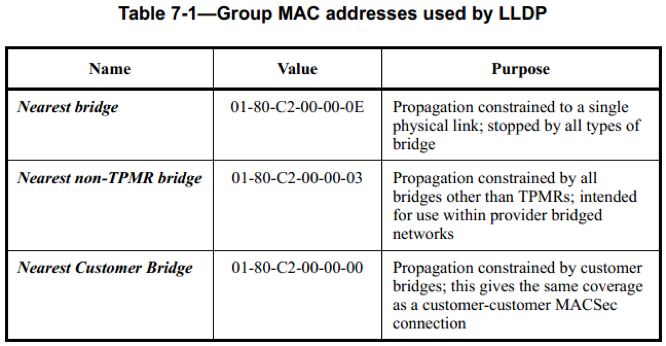 Table 7-1—Group MAC addresses used by LLDP
Name Value Purpose
Nearest bridge 01-80-C2-00-00-0E Propagation constrained to a single
physical link; stopped by all types of
bridge
Nearest non-TPMR bridge 01-80-C2-00-00-03 Propagation constrained by all
bridges other than TPMRs; intended
for use within provider bridged
networks
Nearest Customer Bridge 01-80-C2-00-00-00 Propagation constrained by customer
bridges; this gives the same coverage
as a customer-customer MACSec
connection